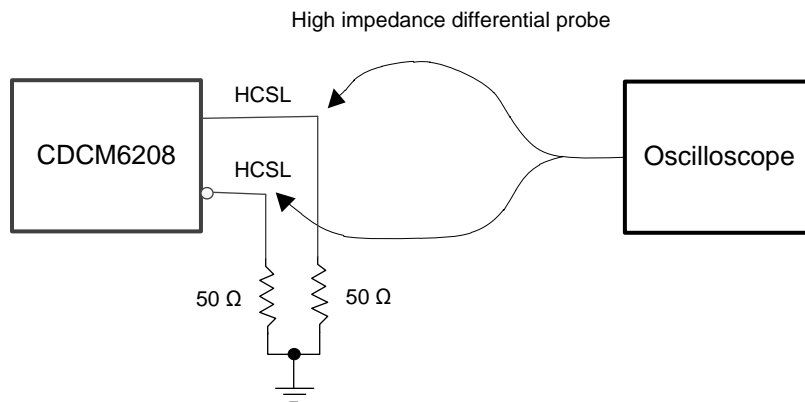 High impedance differential probe
HCSL
CDCM6208
HCSL
Oscilloscope
50 Ω
50 Ω